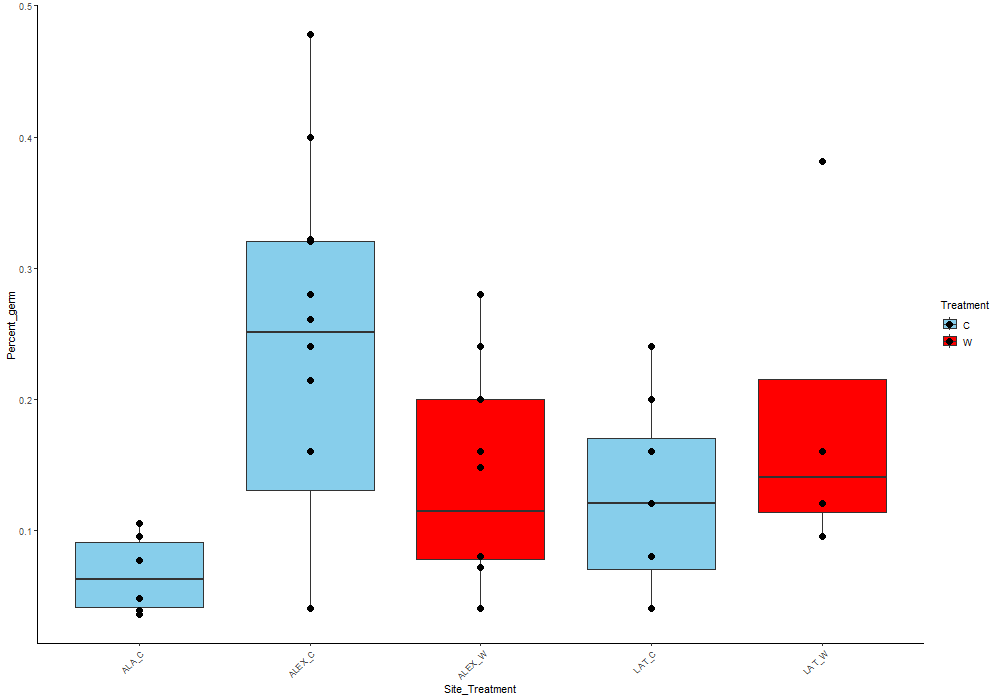 0.5
0.4
0.3
0.2
0.1
Percent_germ
ALA_C
ALEX_C
ALEX_W
LAT_C
LAT_W
Site_Treatment
Treatment
C
W